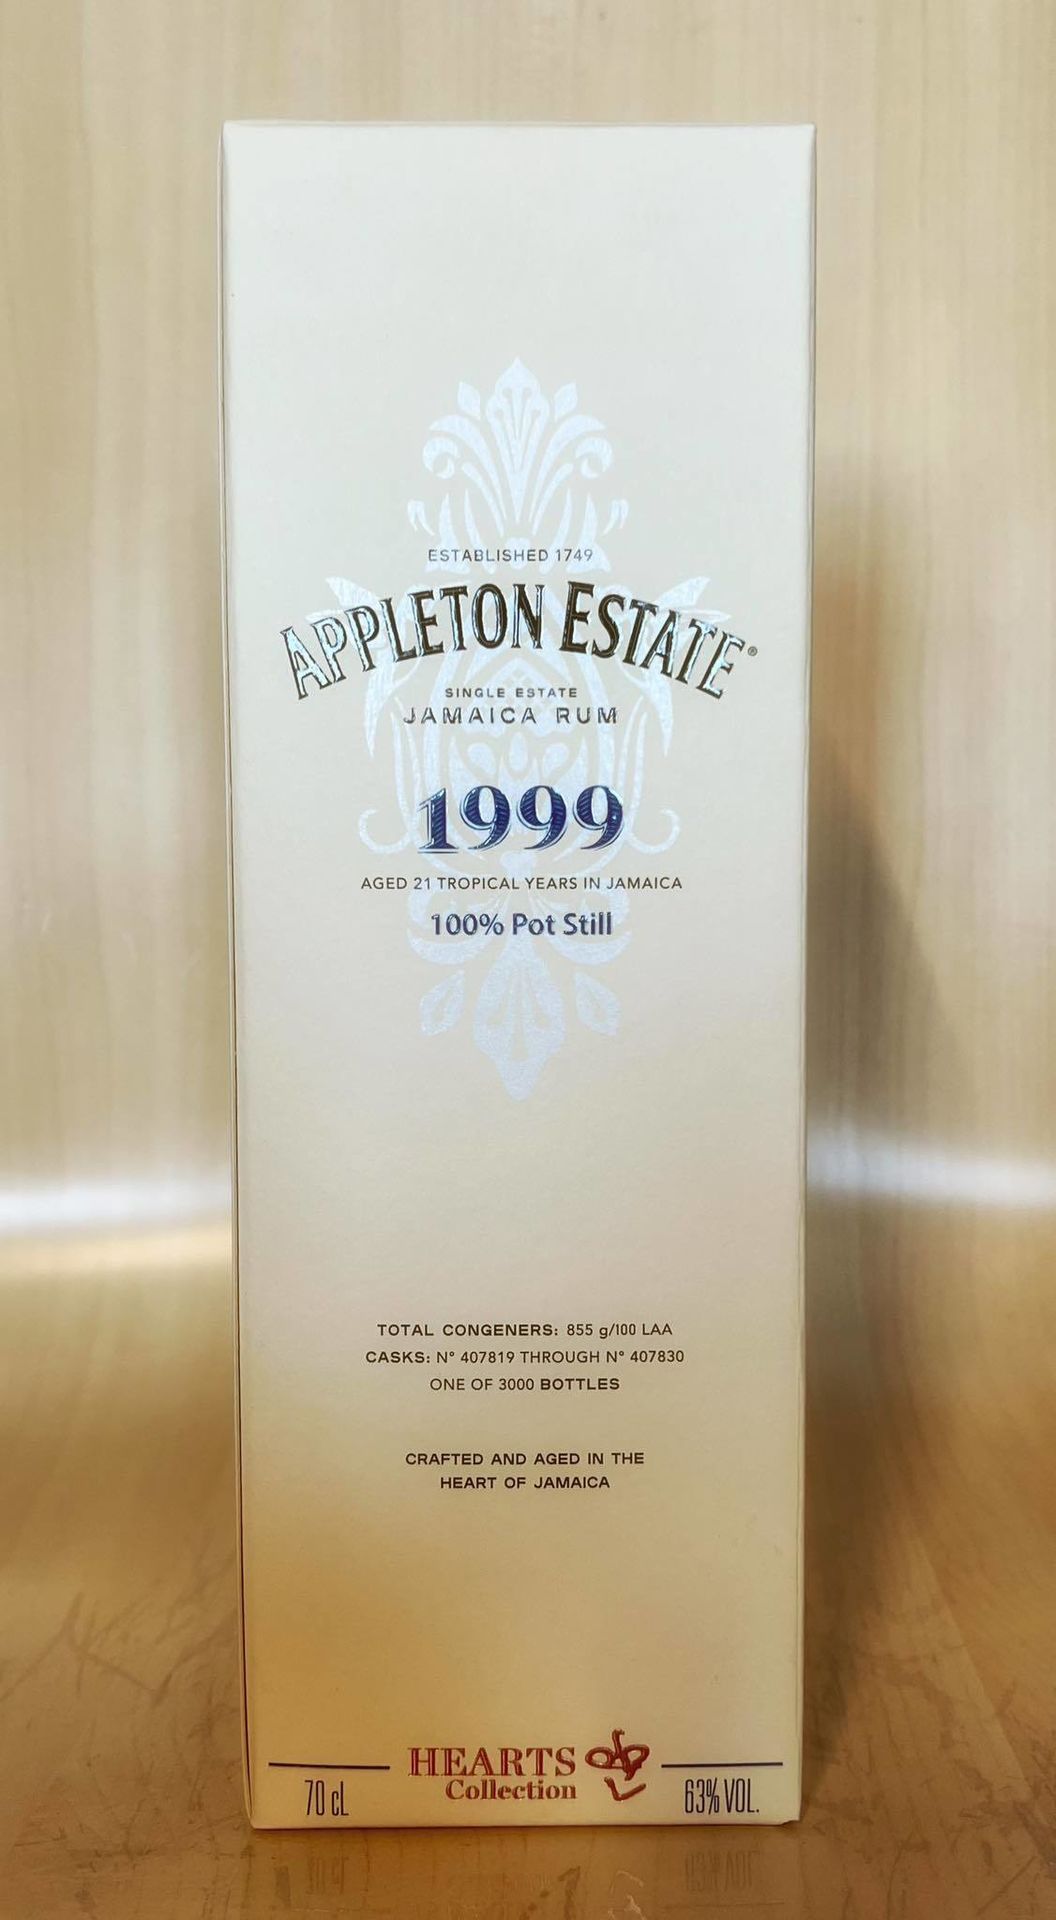 ESTABLISHED 1749
APPLETON ESTATE®
SINGLE ESTATE
JAMAICA RUM
1999
AGED 21 TROPICAL YEARS IN JAMAICA
100% Pot Still
TOTAL CONGENERS: 855 g/100 LAA
CASKS: N° 407819 THROUGH N° 407830
ONE OF 3000 BOTTLES
CRAFTED AND AGED IN THE
HEART OF JAMAICA
HEARTS
Collection
70 cL
63% VOL.